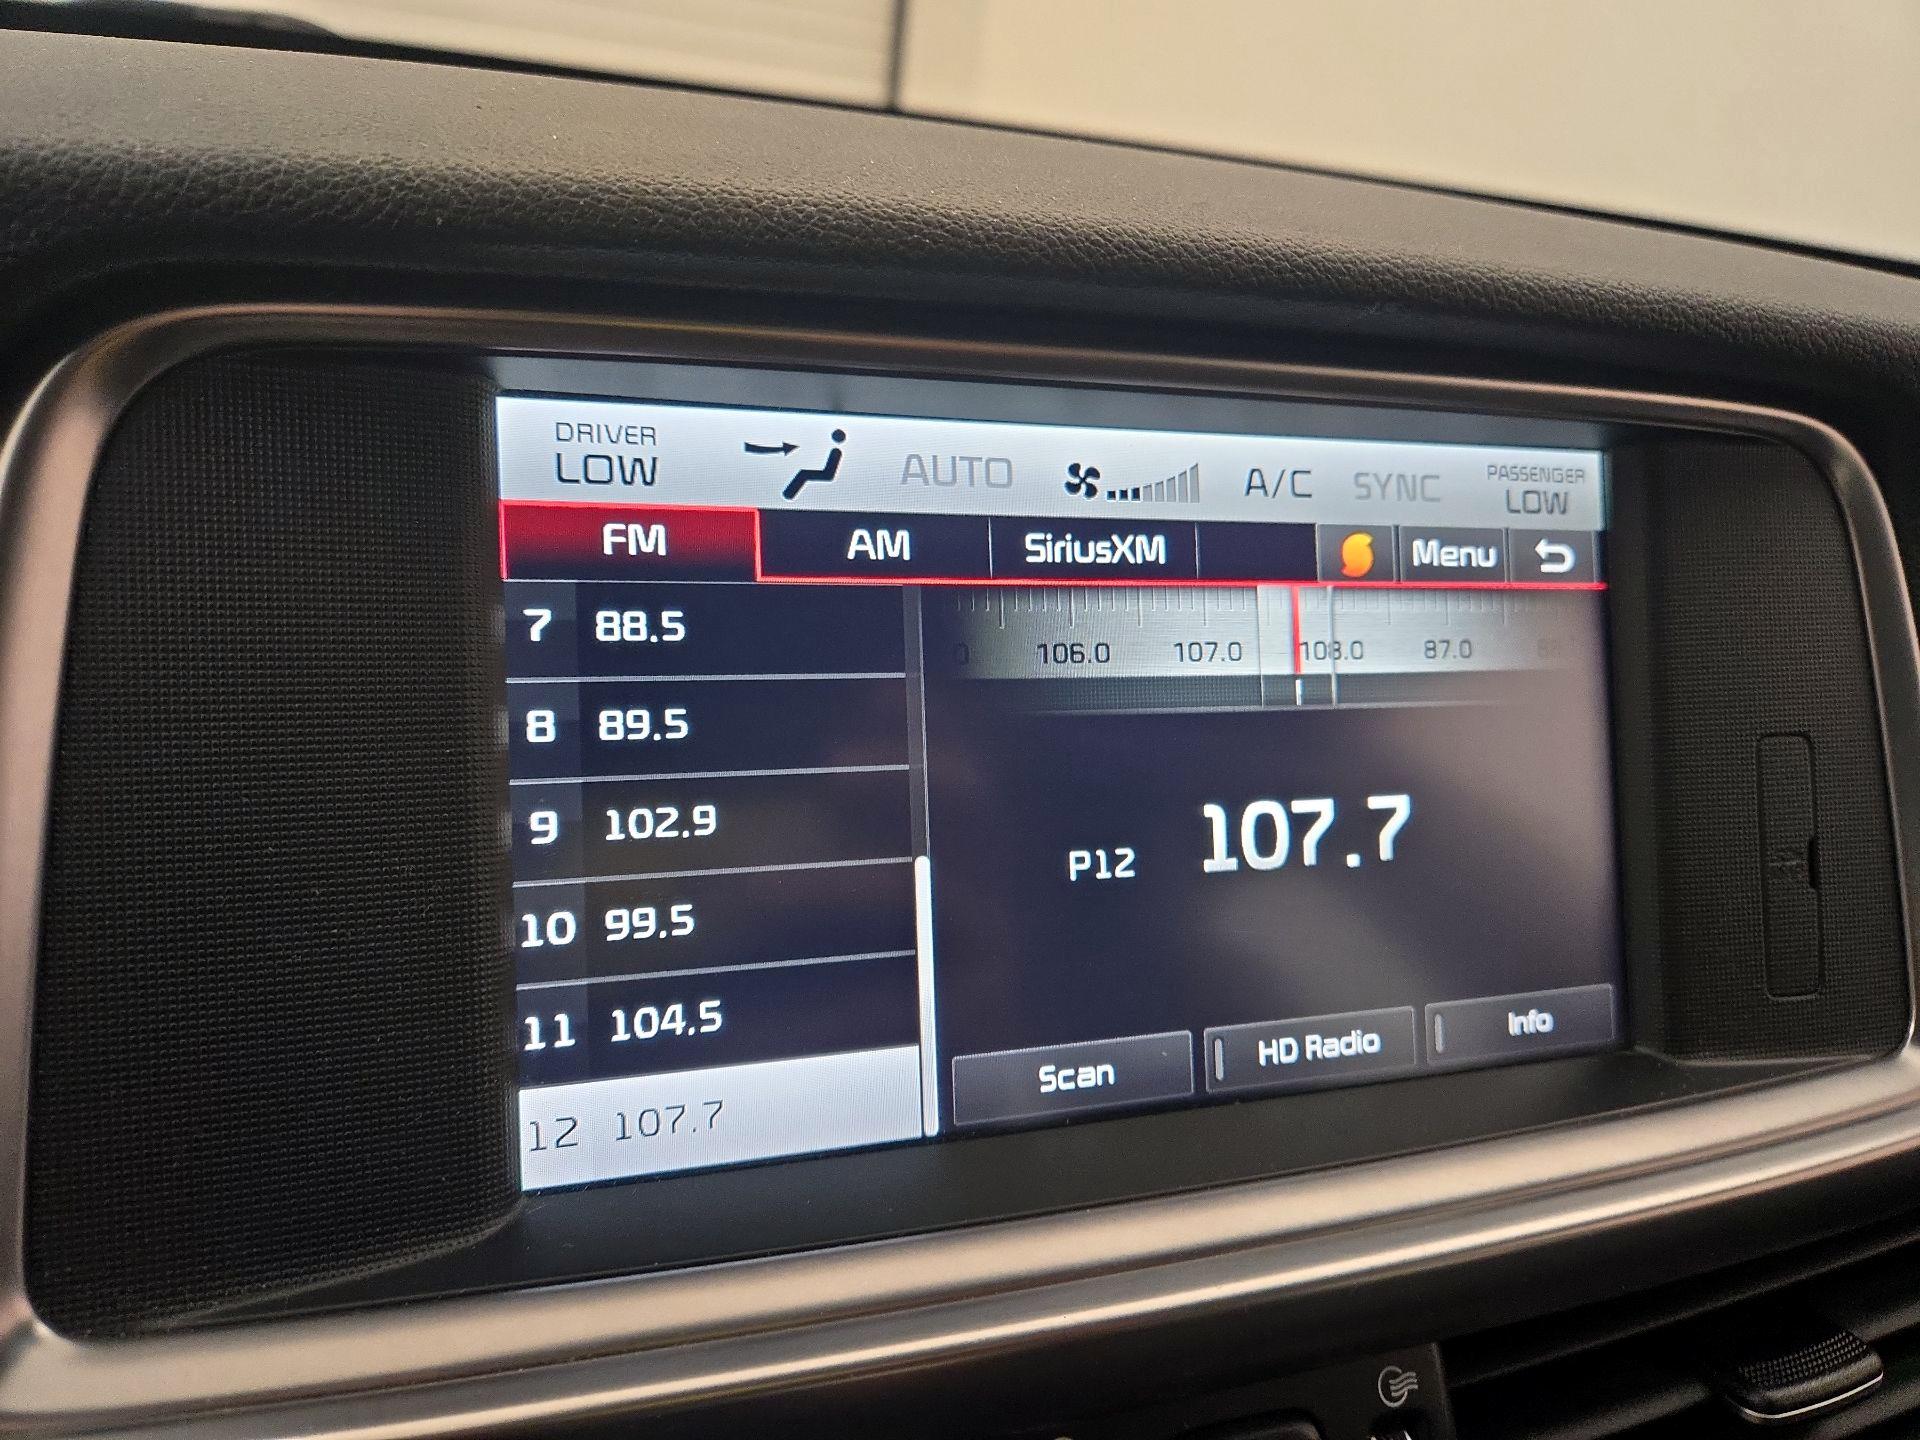 DRIVER
LOW
AUTO
A/C
SYNC
PASSENGER
LOW
FM
AM
SiriusXM
Menu
7 88.5
8 89.5
9 102.9
10 99.5
11 104.5
12 107.7
106.0 107.0 108.0 87.0
P12 107.7
Scan
HD Radio
Info